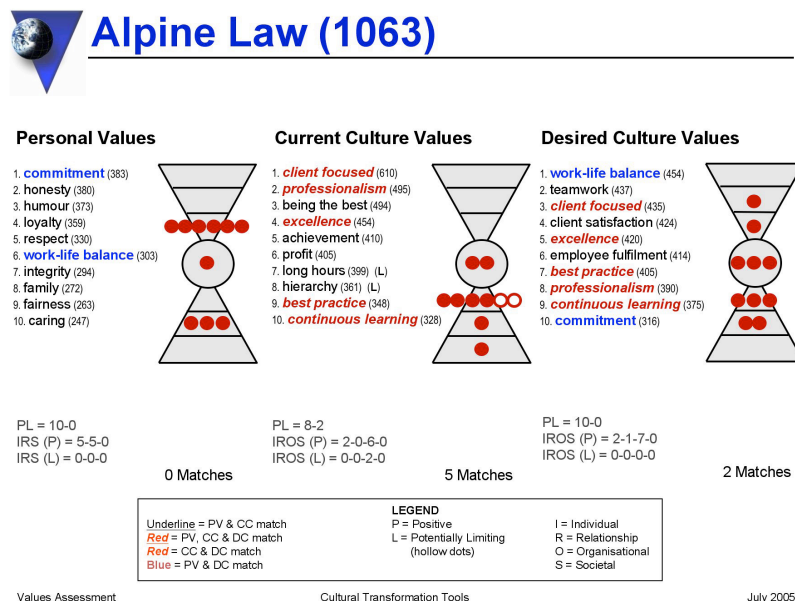 Alpine Law (1063)
Personal Values
1. commitment (383)
2. honesty (380)
3. humour (373)
4. loyalty (359)
5. respect (330)
6. work-life balance (303)
7. integrity (294)
8. family (272)
9. fairness (263)
10. caring (247)
PL = 10-0
IRS (P) = 5-5-0
IRS (L) = 0-0-0
0 Matches
Current Culture Values
1. client focused (610)
2. professionalism (495)
3. being the best (494)
4. excellence (454)
5. achievement (410)
6. profit (405)
7. long hours (399) (L)
8. hierarchy (361) (L)
9. best practice (348)
10. continuous learning (328)
PL = 8-2
IROS (P) = 2-0-6-0
IROS (L) = 0-0-2-0
5 Matches
Desired Culture Values
1. work-life balance (454)
2. teamwork (437)
3. client focused (435)
4. client satisfaction (424)
5. excellence (420)
6. employee fulfilment (414)
7. best practice (405)
8. professionalism (390)
9. continuous learning (375)
10. commitment (316)
PL = 10-0
IROS (P) = 2-1-7-0
IROS (L) = 0-0-0-0
2 Matches
LEGEND
Underline = PV & CC match
Red = PV, CC & DC match
Red = CC & DC match
Blue = PV & DC match
P = Positive
L = Potentially Limiting
(hollow dots)
I = Individual
R = Relationship
O = Organisational
S = Societal
Values Assessment
Cultural Transformation Tools
July 2005